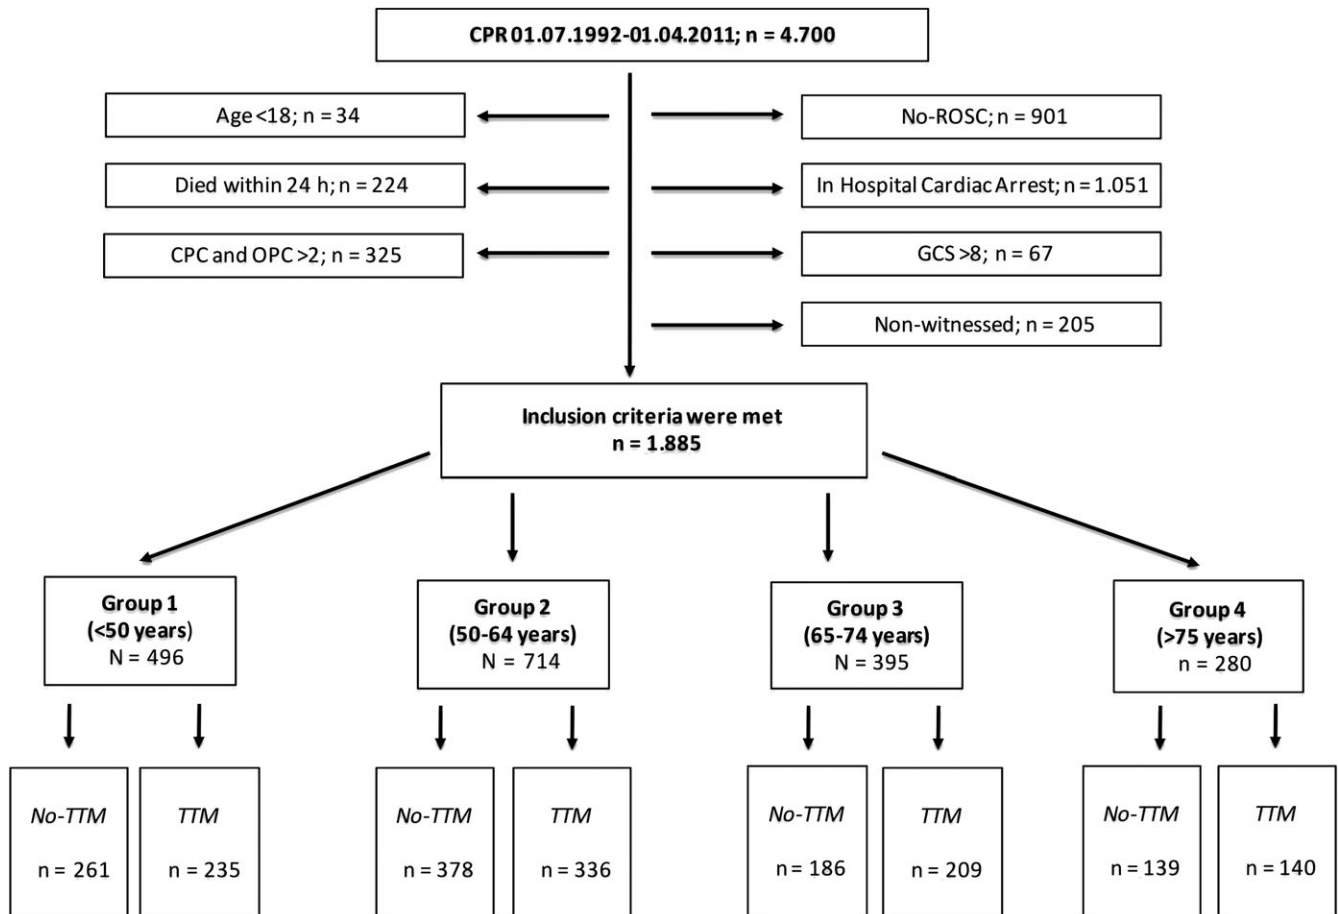 CPR 01.07.1992-01.04.2011; n = 4.700
Age <18; n = 34
No-ROSC; n = 901
Died within 24 h; n = 224
In Hospital Cardiac Arrest; n = 1.051
CPC and OPC >2; n = 325
GCS >8; n = 67
Non-witnessed; n = 205
Inclusion criteria were met
n = 1.885
Group 1
(<50 years)
N = 496
Group 2
(50-64 years)
N = 714
Group 3
(65-74 years)
N = 395
Group 4
(>75 years)
n = 280
No-TTM
n = 261
TTM
n = 235
No-TTM
n = 378
TTM
n = 336
No-TTM
n = 186
TTM
n = 209
No-TTM
n = 139
TTM
n = 140